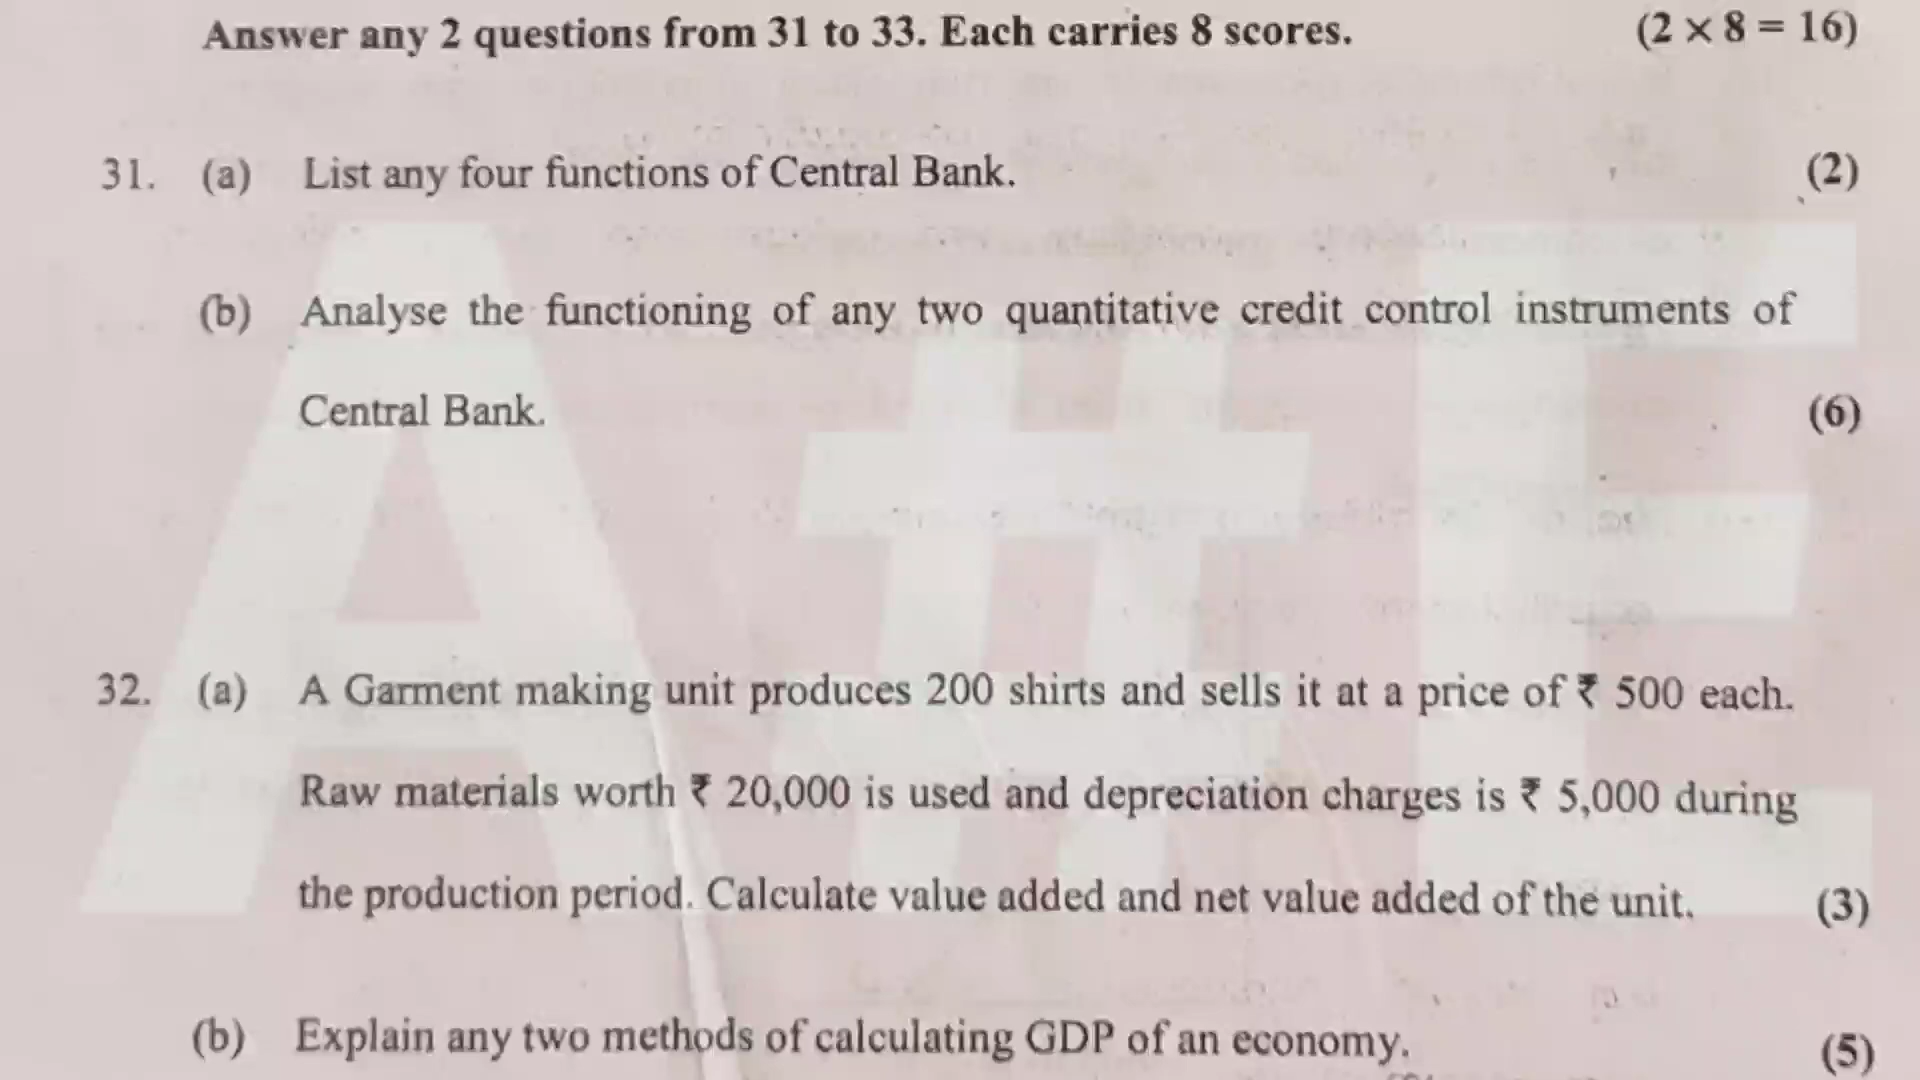 Answer any 2 questions from 31 to 33. Each carries 8 scores. (2 × 8 = 16)
31. (a) List any four functions of Central Bank. (2)
(b) Analyse the functioning of any two quantitative credit control instruments of
Central Bank. (6)
32. (a) A Garment making unit produces 200 shirts and sells it at a price of ₹ 500 each.
Raw materials worth ₹ 20,000 is used and depreciation charges is ₹ 5,000 during
the production period. Calculate value added and net value added of the unit. (3)
(b) Explain any two methods of calculating GDP of an economy. (5)
A#E